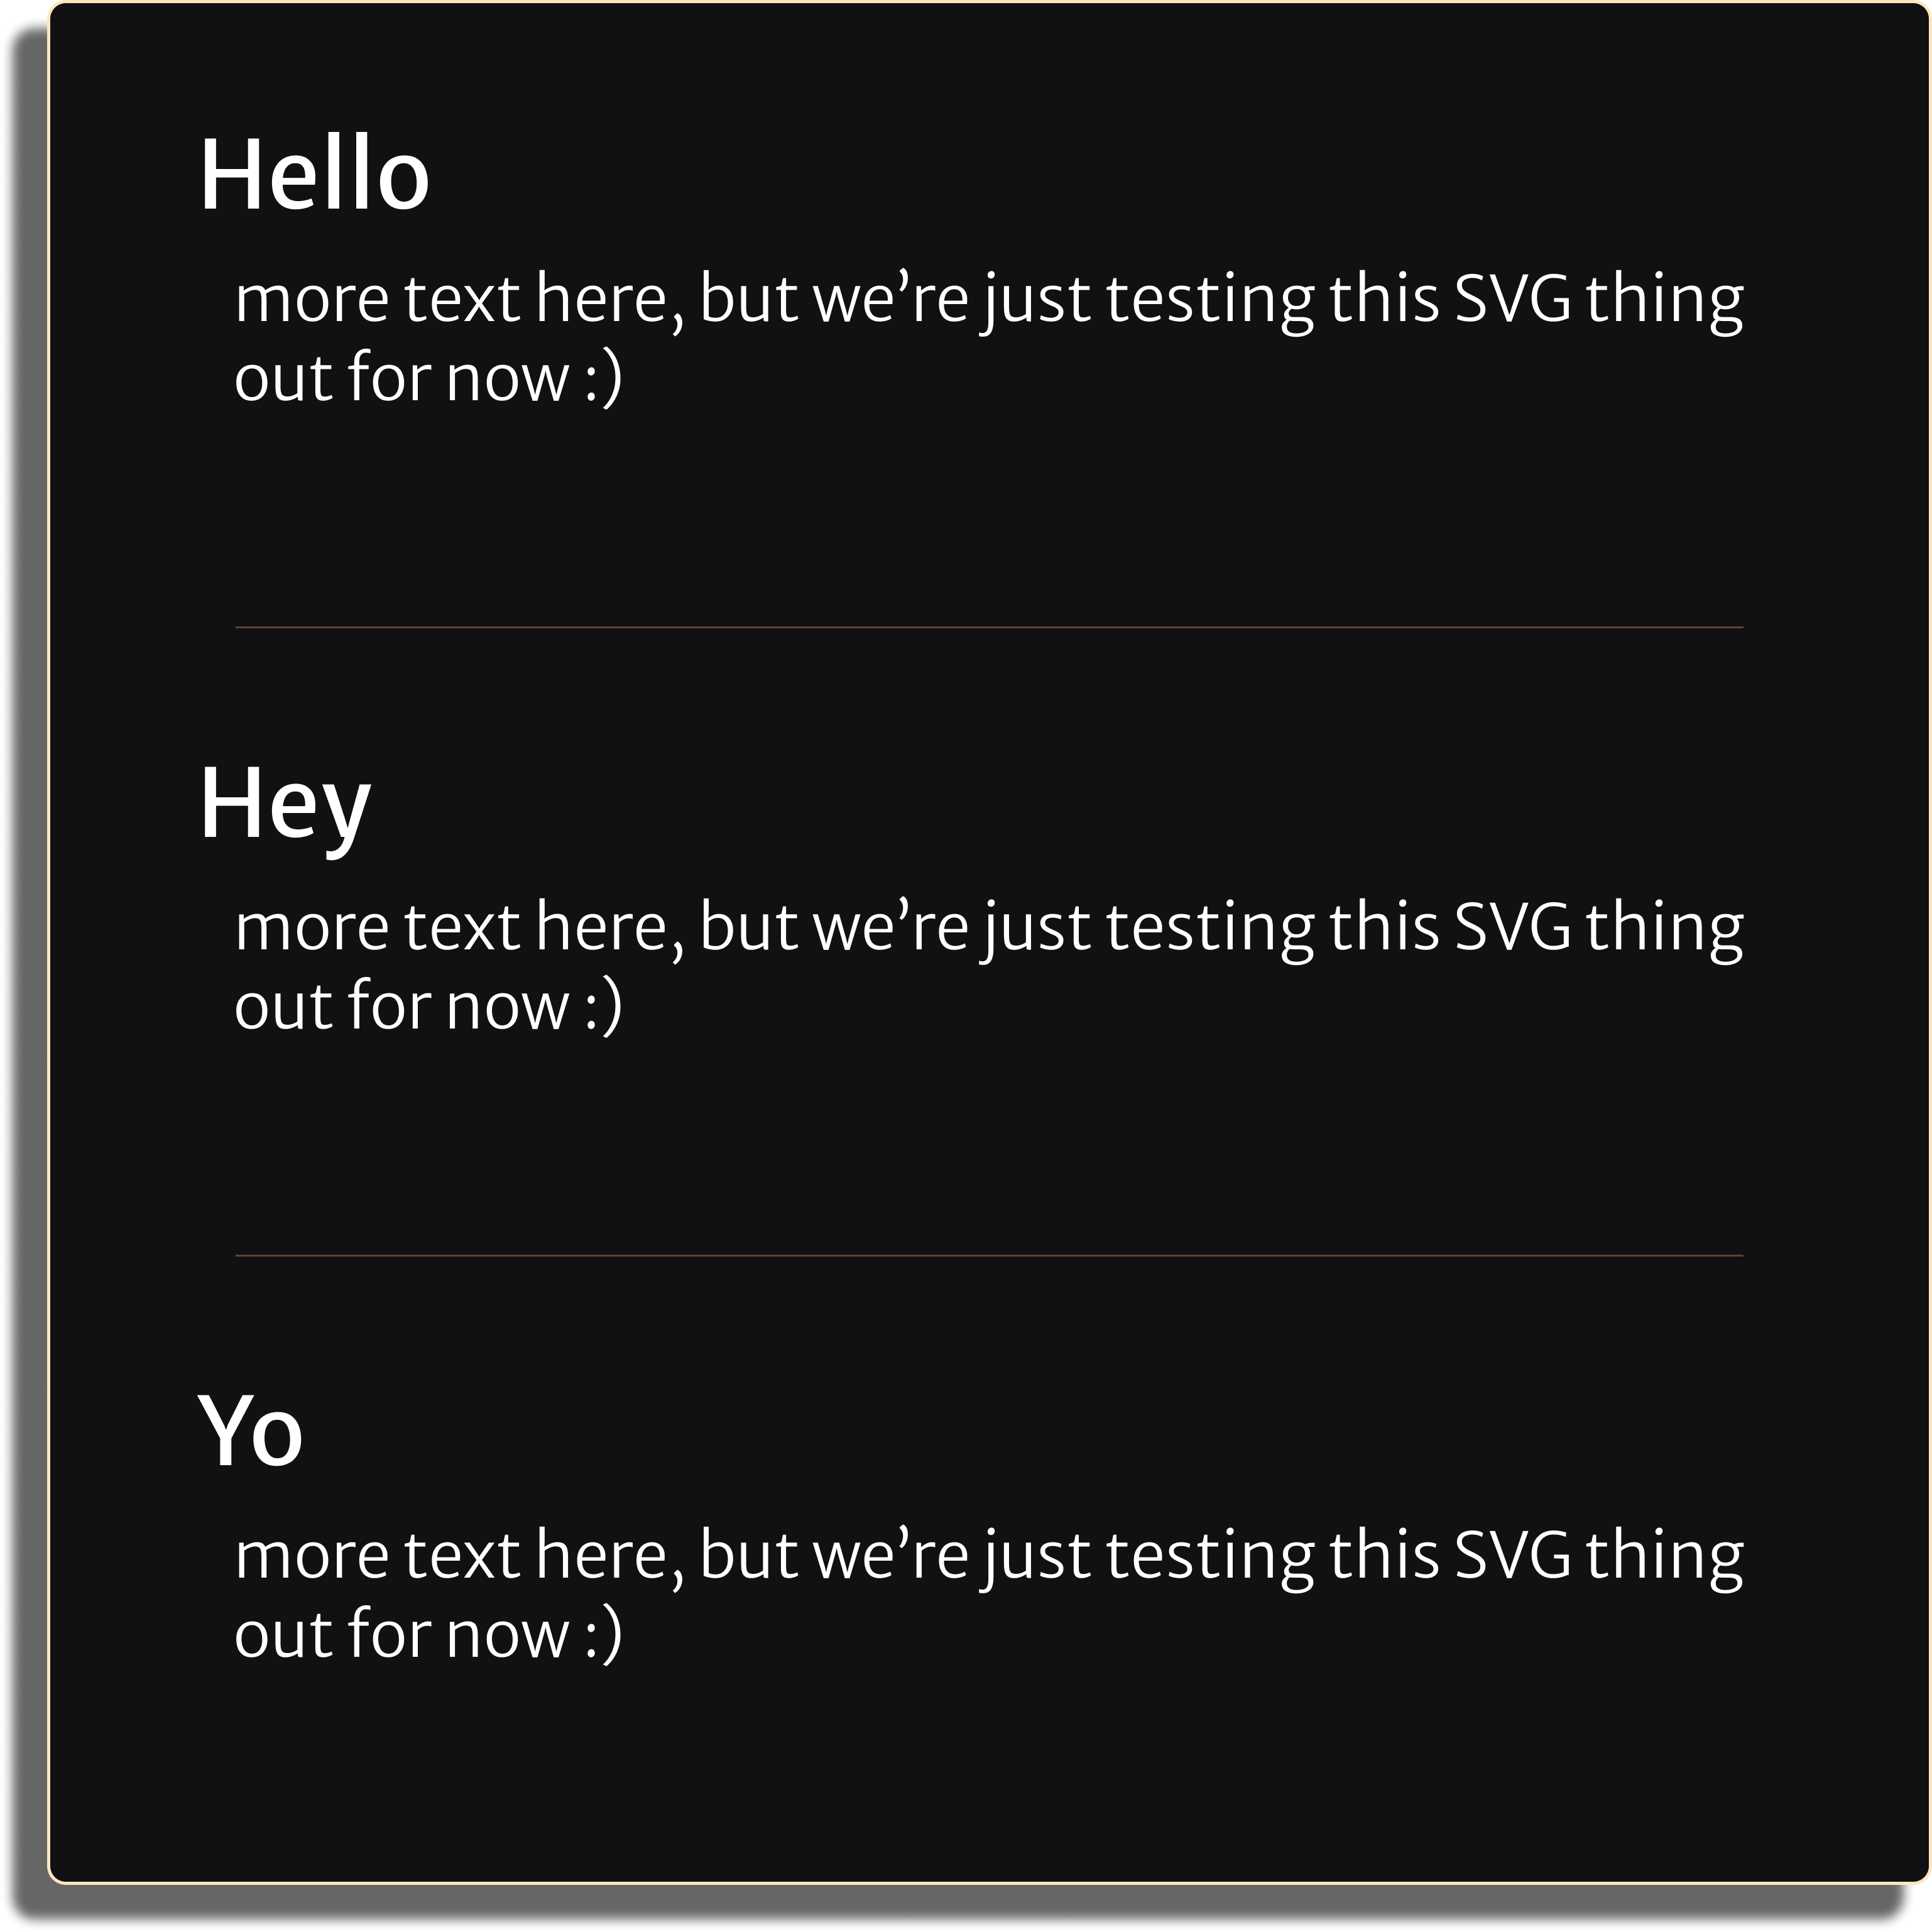 Hello
more text here, but we’re just testing this SVG thing
out for now :)
Hey
more text here, but we’re just testing this SVG thing
out for now :)
Yo
more text here, but we’re just testing this SVG thing
out for now :)